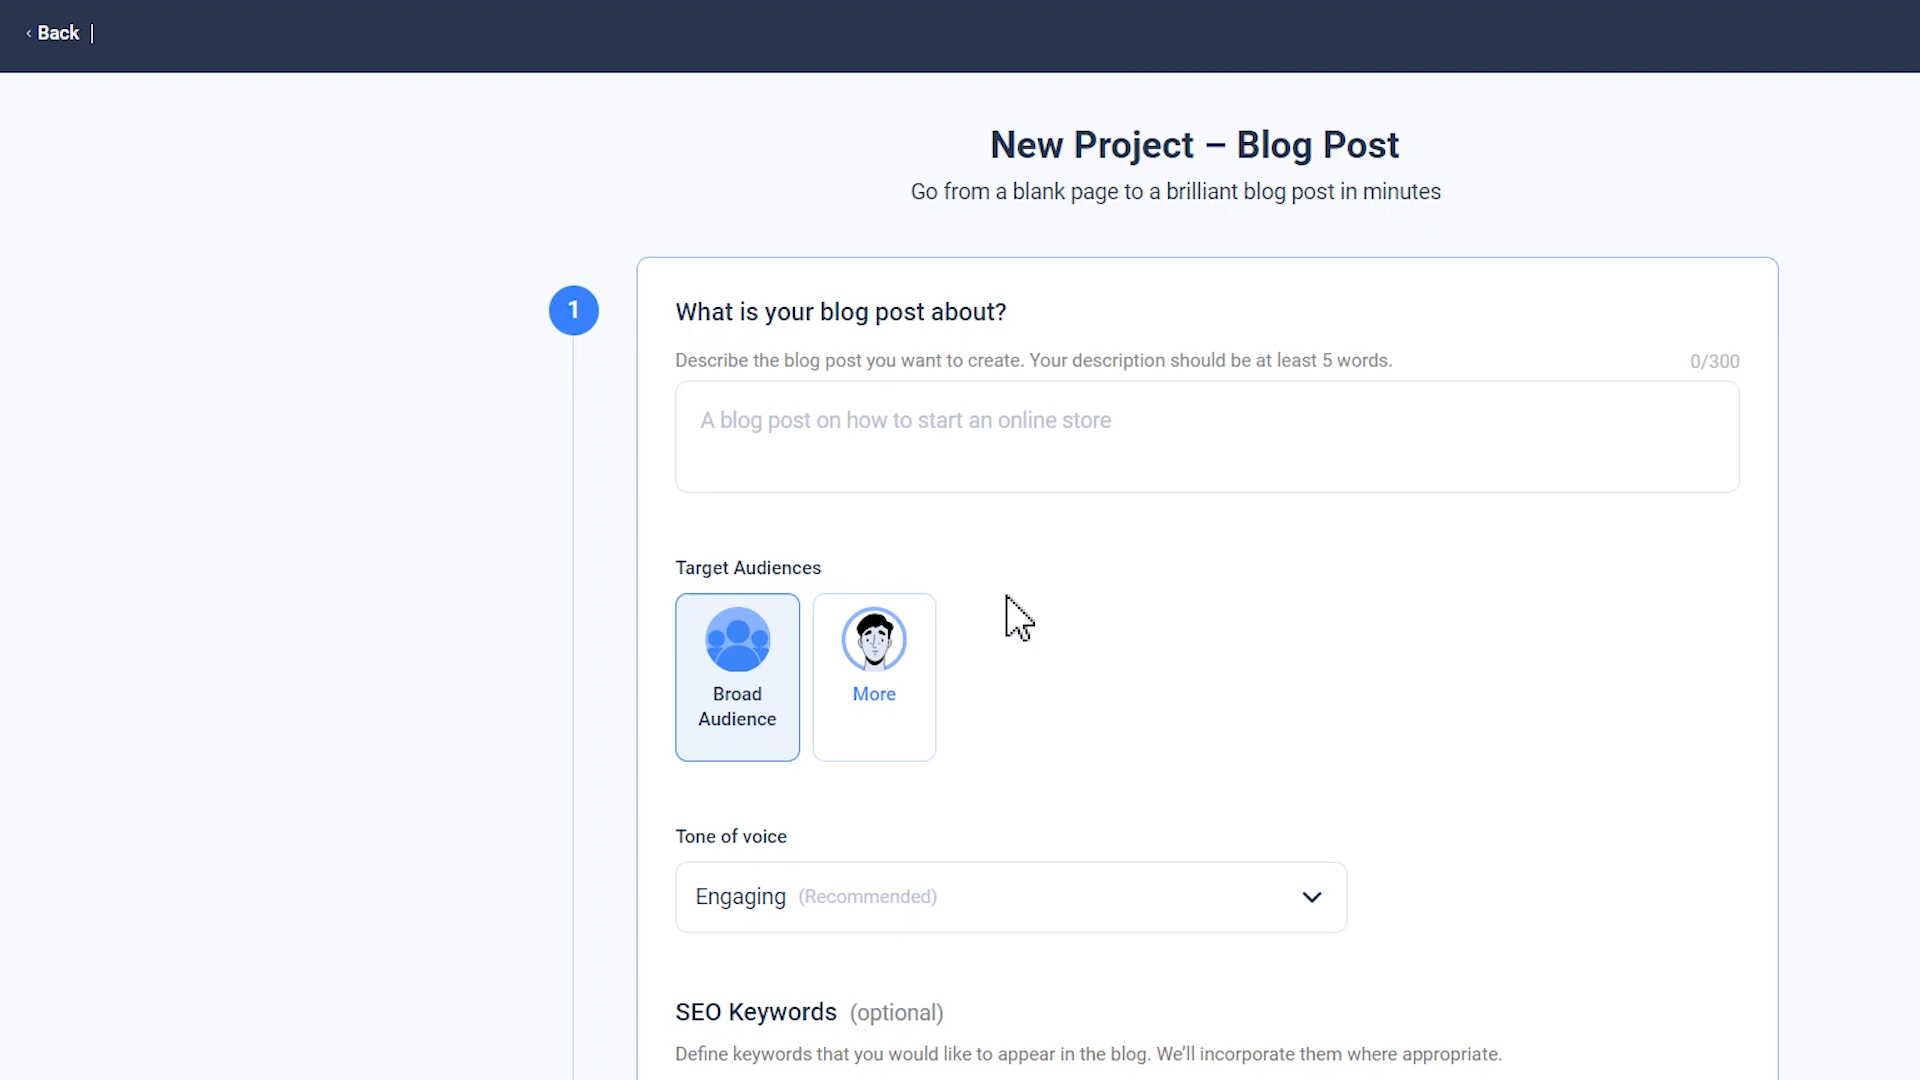 ‹ Back |
New Project – Blog Post
Go from a blank page to a brilliant blog post in minutes
1
What is your blog post about?
Describe the blog post you want to create. Your description should be at least 5 words.
0/300
A blog post on how to start an online store
Target Audiences
Broad
Audience
More
Tone of voice
Engaging (Recommended)
SEO Keywords (optional)
Define keywords that you would like to appear in the blog. We’ll incorporate them where appropriate.